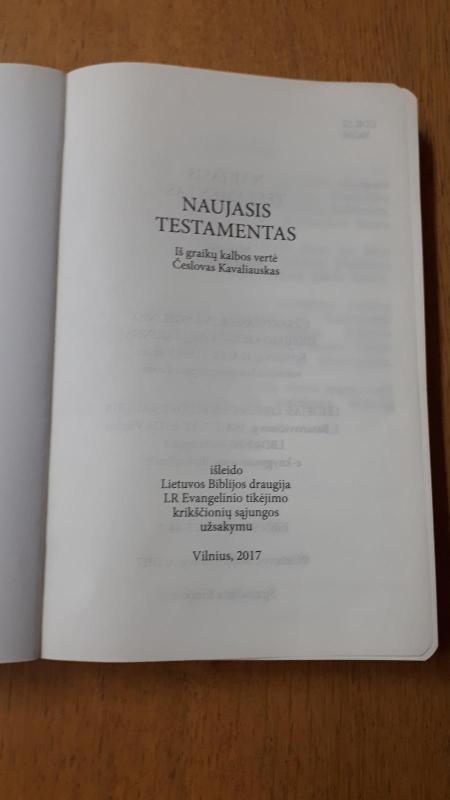 NAUJASIS
TESTAMENTAS
Iš graikų kalbos vertė
Česlovas Kavaliauskas
išleido
Lietuvos Biblijos draugija
LR Evangelinio tikėjimo
krikščionių sąjungos
užsakymu
Vilnius, 2017